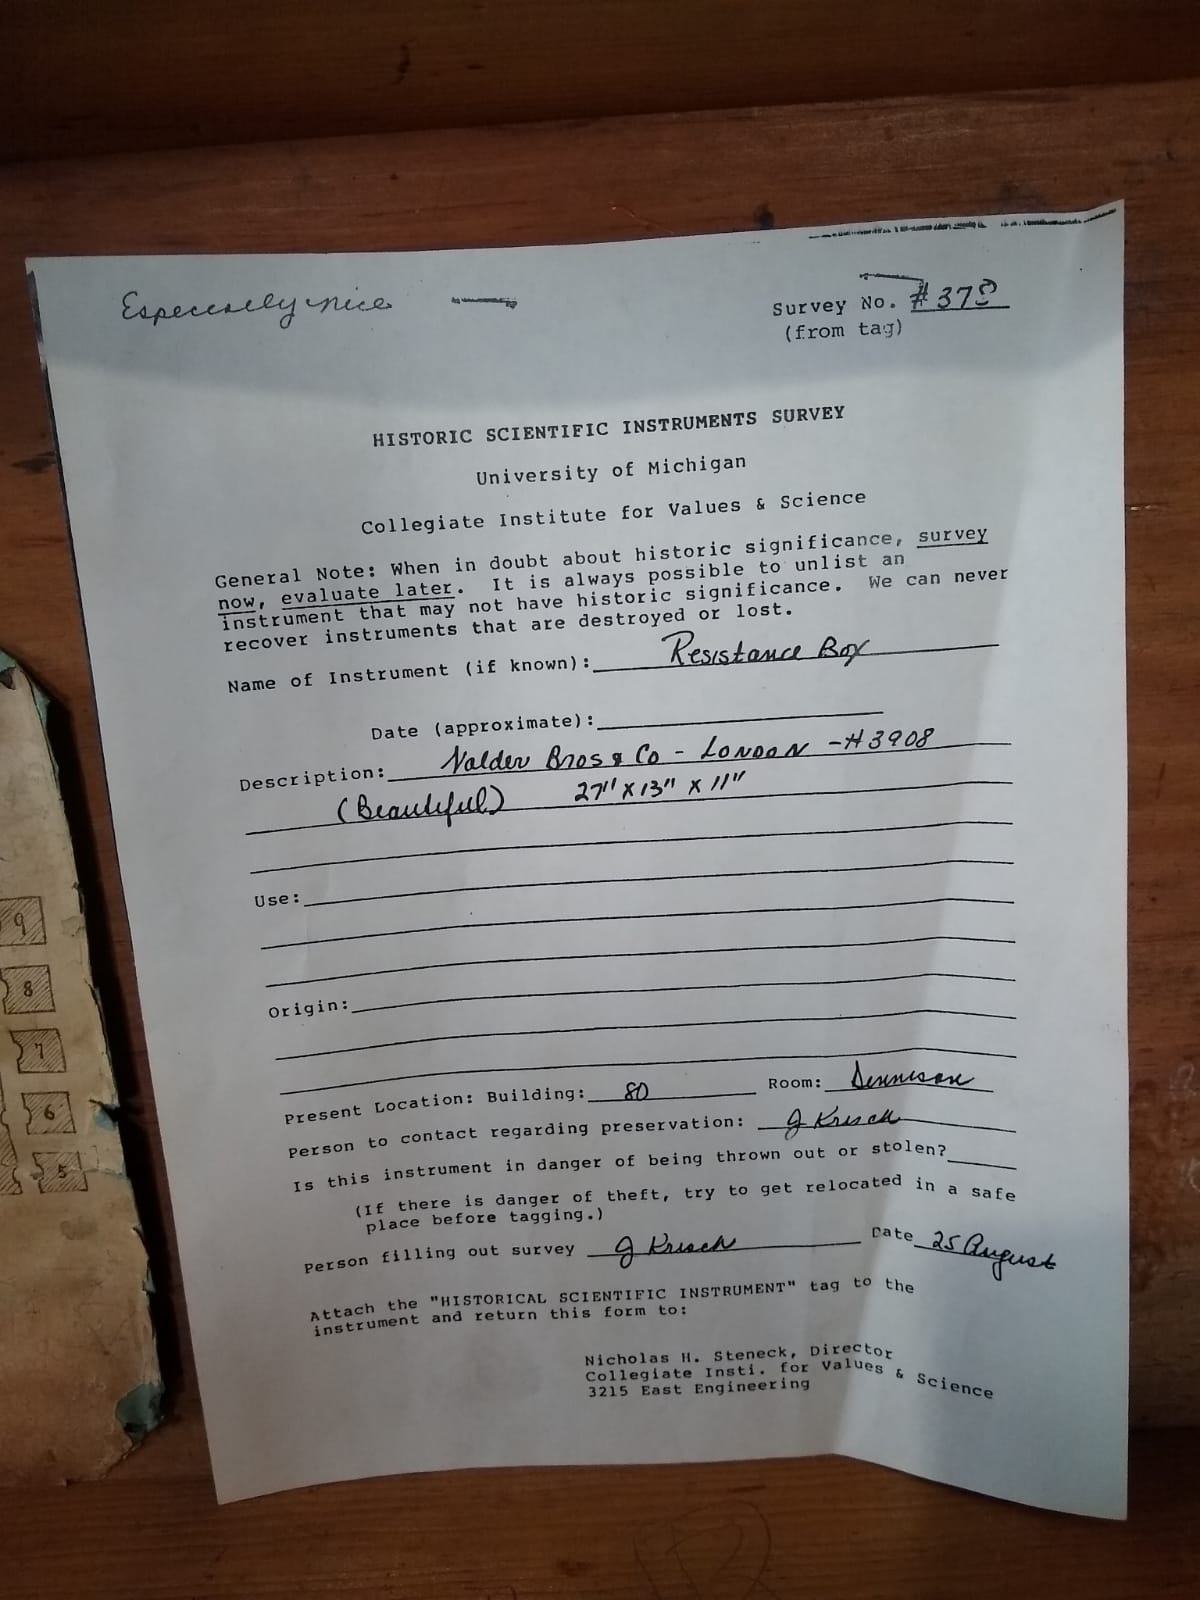 Especially nice
Survey No. #378
(from tag)
HISTORIC SCIENTIFIC INSTRUMENTS SURVEY
University of Michigan
Collegiate Institute for Values & Science
General Note: When in doubt about historic significance, survey
now, evaluate later. It is always possible to unlist an
instrument that may not have historic significance. We can never
recover instruments that are destroyed or lost.
Name of Instrument (if known): Resistance Box
Date (approximate):
Description: Nalder Bros & Co - LONDON - #3908
(Beautiful) 27" X 13" X 11"
Use:
Origin:
Present Location: Building: 80 Room: Dennison
Person to contact regarding preservation: J Krisch
Is this instrument in danger of being thrown out or stolen?
(If there is danger of theft, try to get relocated in a safe
place before tagging.)
Person filling out survey J Krisch Date 25 August
Attach the "HISTORICAL SCIENTIFIC INSTRUMENT" tag to the
instrument and return this form to:
Nicholas H. Steneck, Director
Collegiate Insti. for Values & Science
3215 East Engineering
9
8
7
6
5